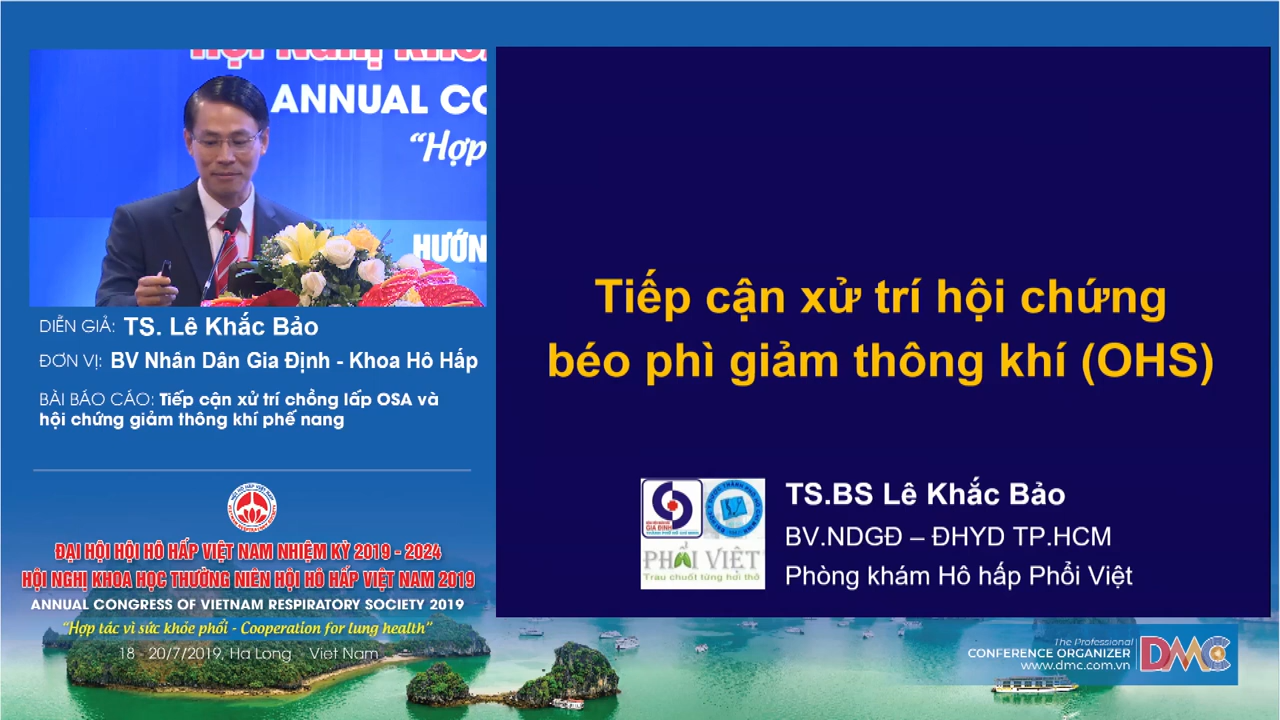 ANNUAL CO
“Hợp
HƯỚN
DIỄN GIẢ: TS. Lê Khắc Bảo
ĐƠN VỊ: BV Nhân Dân Gia Định - Khoa Hô Hấp
BÀI BÁO CÁO: Tiếp cận xử trí chồng lấp OSA và
hội chứng giảm thông khí phế nang
ĐẠI HỘI HỘI HÔ HẤP VIỆT NAM NHIỆM KỲ 2019 - 2024
HỘI NGHỊ KHOA HỌC THƯỜNG NIÊN HỘI HÔ HẤP VIỆT NAM 2019
ANNUAL CONGRESS OF VIETNAM RESPIRATORY SOCIETY 2019
“Hợp tác vì sức khỏe phổi - Cooperation for lung health”
18 - 20/7/2019, Ha Long Viet Nam
Tiếp cận xử trí hội chứng
béo phì giảm thông khí (OHS)
GIA ĐỊNH
PHỔI VIỆT
Trau chuốt từng hơi thở
TS.BS Lê Khắc Bảo
BV.NDGĐ – ĐHYD TP.HCM
Phòng khám Hô hấp Phổi Việt
The Professional
CONFERENCE ORGANIZER
www.dmc.com.vn
DMC